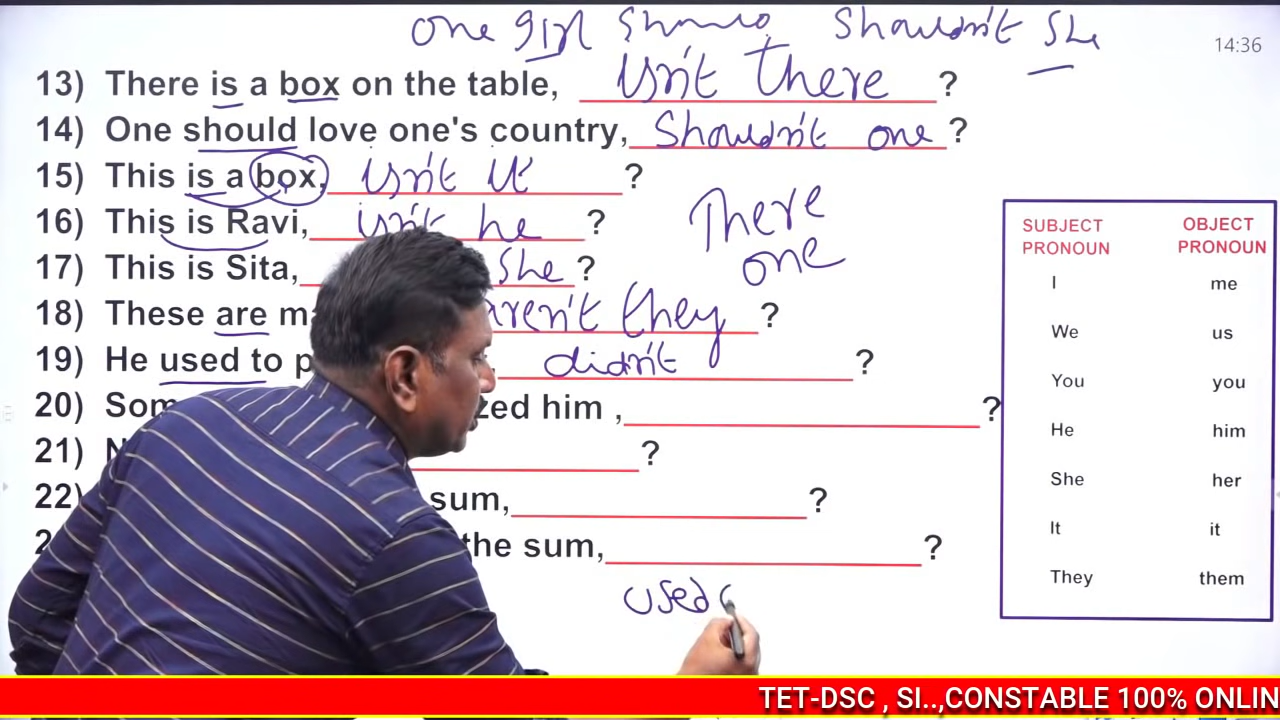 one girl should shouldn't she
14:36
13) There is a box on the table, isn't there ?
14) One should love one's country, Shouldn't one ?
15) This is a box, isn't it ?
16) This is Ravi, isn't he ?
There
one
17) This is Sita, she ?
18) These are aren't they ?
19) He used to didn't ?
20) him , ?
21) ?
22) sum, ?
the sum, ?
used
SUBJECT PRONOUN OBJECT PRONOUN
I me
We us
You you
He him
She her
It it
They them
TET-DSC , SI..,CONSTABLE 100% ONLIN